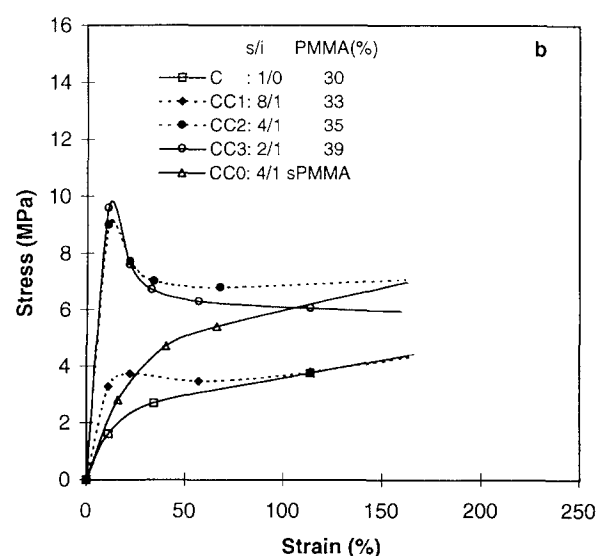 b
s/i PMMA(%)
C : 1/0 30
CC1: 8/1 33
CC2: 4/1 35
CC3: 2/1 39
CC0: 4/1 sPMMA
16
14
12
10
8
6
4
2
0
Stress (MPa)
0 50 100 150 200 250
Strain (%)